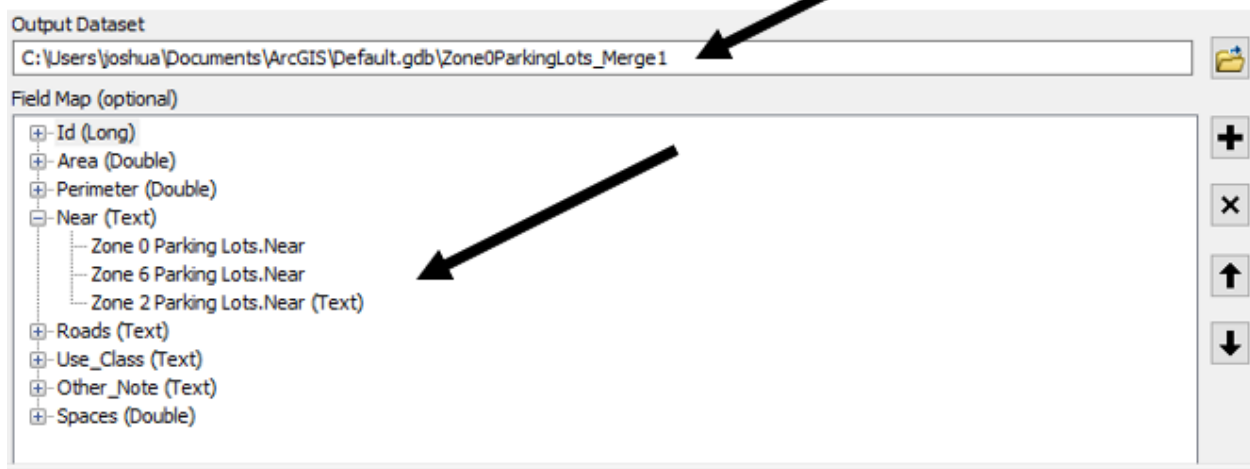 Output Dataset
C:\Users\joshua\Documents\ArcGIS\Default.gdb\Zone0ParkingLots_Merge1
Field Map (optional)
Id (Long)
Area (Double)
Perimeter (Double)
Near (Text)
Zone 0 Parking Lots.Near
Zone 6 Parking Lots.Near
Zone 2 Parking Lots.Near (Text)
Roads (Text)
Use_Class (Text)
Other_Note (Text)
Spaces (Double)